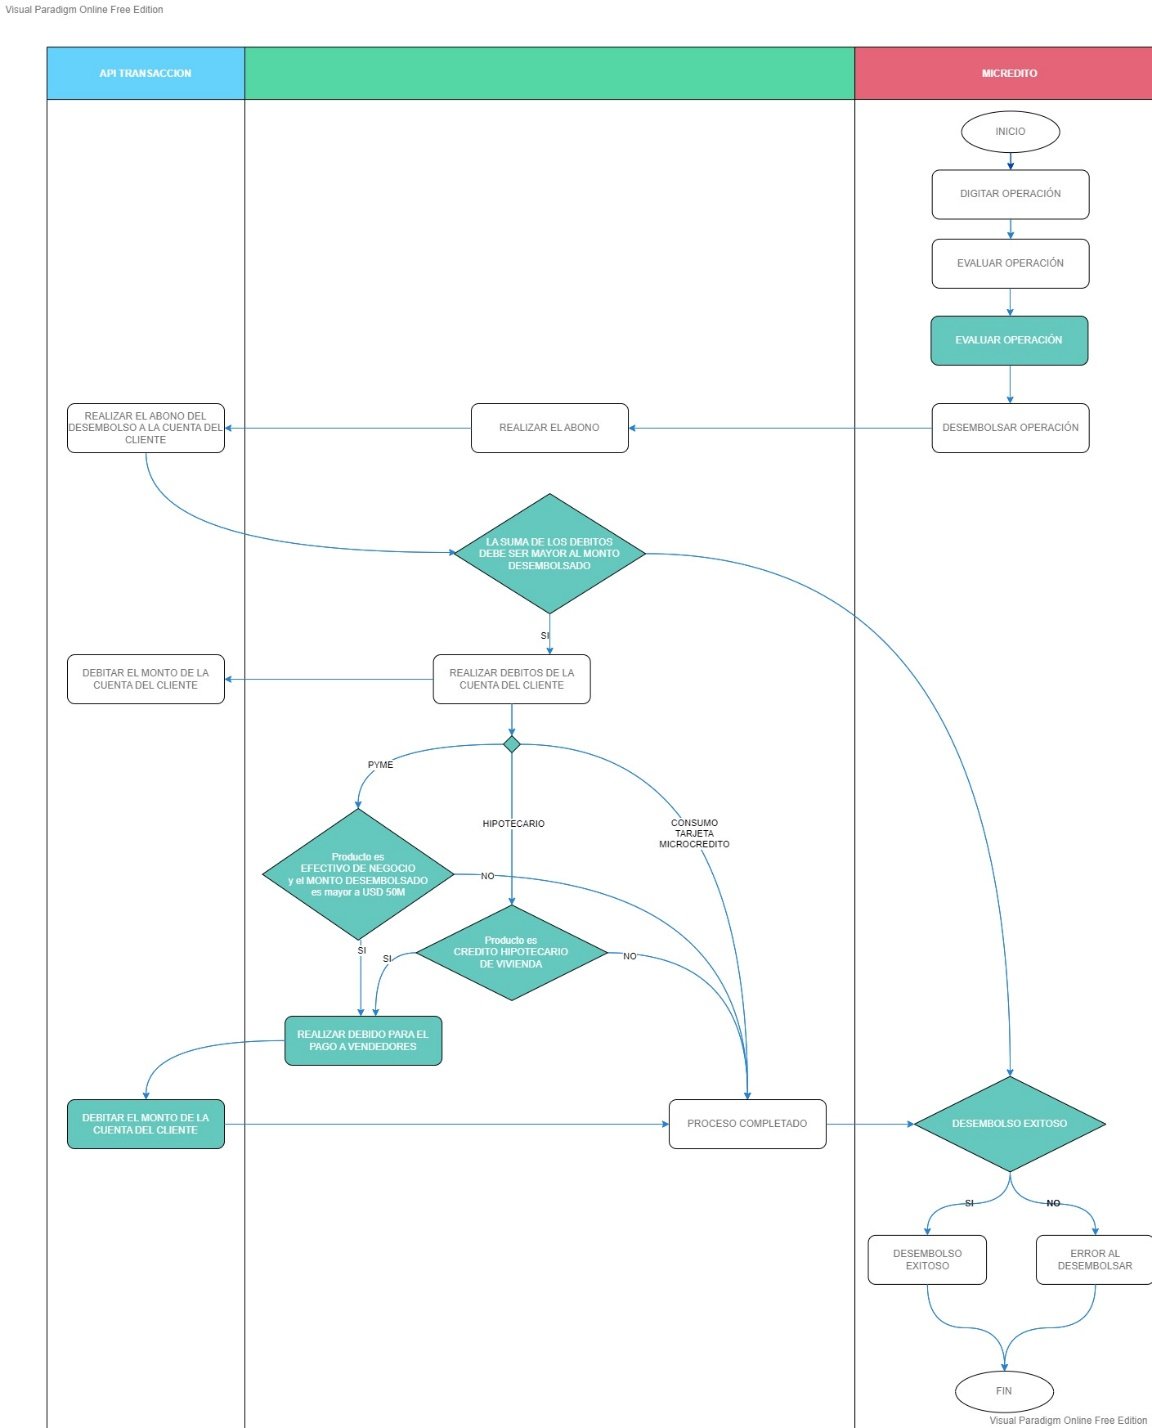 Visual Paradigm Online Free Edition
API TRANSACCION
MICREDITO
INICIO
DIGITAR OPERACIÓN
EVALUAR OPERACIÓN
EVALUAR OPERACIÓN
REALIZAR EL ABONO DEL
DESEMBOLSO A LA CUENTA DEL
CLIENTE
REALIZAR EL ABONO
DESEMBOLSAR OPERACIÓN
LA SUMA DE LOS DEBITOS
DEBE SER MAYOR AL MONTO
DESEMBOLSADO
SI
DEBITAR EL MONTO DE LA
CUENTA DEL CLIENTE
REALIZAR DEBITOS DE LA
CUENTA DEL CLIENTE
PYME
HIPOTECARIO
CONSUMO
TARJETA
MICROCREDITO
Producto es
EFECTIVO DE NEGOCIO
y el MONTO DESEMBOLSADO
es mayor a USD 50M
NO
SI
Producto es
CREDITO HIPOTECARIO
DE VIVIENDA
SI
NO
REALIZAR DEBIDO PARA EL
PAGO A VENDEDORES
DEBITAR EL MONTO DE LA
CUENTA DEL CLIENTE
PROCESO COMPLETADO
DESEMBOLSO EXITOSO
SI
NO
DESEMBOLSO
EXITOSO
ERROR AL
DESEMBOLSAR
FIN
Visual Paradigm Online Free Edition